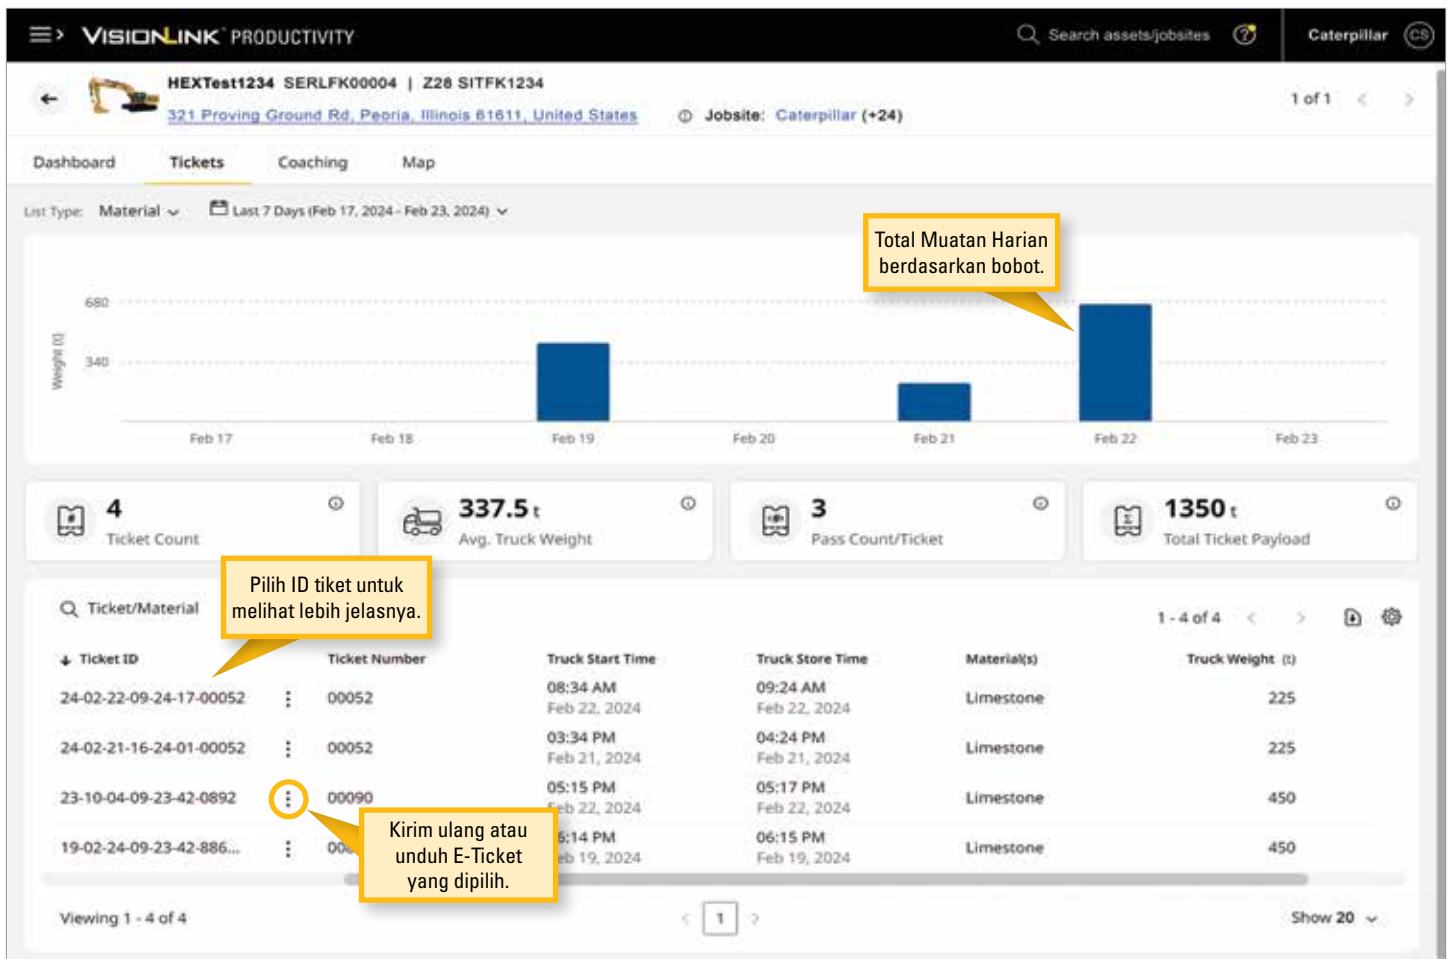 VISIONLINK PRODUCTIVITY
Search assets/jobsites
Caterpillar CS
HEXTest1234 SERLFK00004 | Z28 SITFK1234
321 Proving Ground Rd, Peoria, Illinois 61611, United States
Jobsite: Caterpillar (+24)
1 of 1
Dashboard Tickets Coaching Map
List Type: Material Last 7 Days (Feb 17, 2024 - Feb 23, 2024)
Total Muatan Harian
berdasarkan bobot.
680
340
Weight (t)
Feb 17 Feb 18 Feb 19 Feb 20 Feb 21 Feb 22 Feb 23
4
Ticket Count
337.5 t
Avg. Truck Weight
3
Pass Count/Ticket
1350 t
Total Ticket Payload
Pilih ID tiket untuk
melihat lebih jelasnya.
Ticket/Material
1 - 4 of 4
Ticket ID Ticket Number Truck Start Time Truck Store Time Material(s) Truck Weight (t)
24-02-22-09-24-17-00052 00052 08:34 AM 09:24 AM Limestone 225
Feb 22, 2024 Feb 22, 2024
24-02-21-16-24-01-00052 00052 03:34 PM 04:24 PM Limestone 225
Feb 21, 2024 Feb 21, 2024
23-10-04-09-23-42-0892 00090 05:15 PM 05:17 PM Limestone 450
Feb 22, 2024 Feb 22, 2024
19-02-24-09-23-42-886... 6:14 PM 06:15 PM Limestone 450
19, 2024 Feb 19, 2024
Kirim ulang atau
unduh E-Ticket
yang dipilih.
Viewing 1 - 4 of 4
1
Show 20